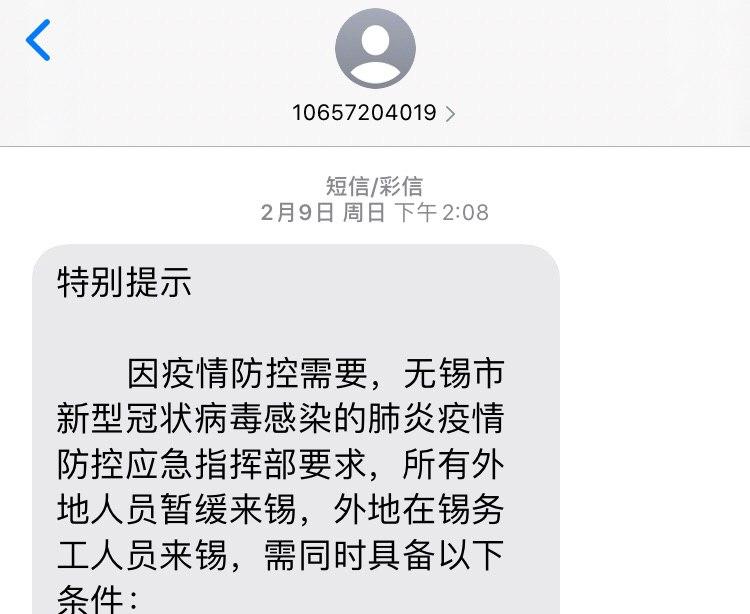 10657204019
短信/彩信
2月9日 周日 下午2:08
特别提示
因疫情防控需要，无锡市
新型冠状病毒感染的肺炎疫情
防控应急指挥部要求，所有外
地人员暂缓来锡，外地在锡务
工人员来锡，需同时具备以下
条件：